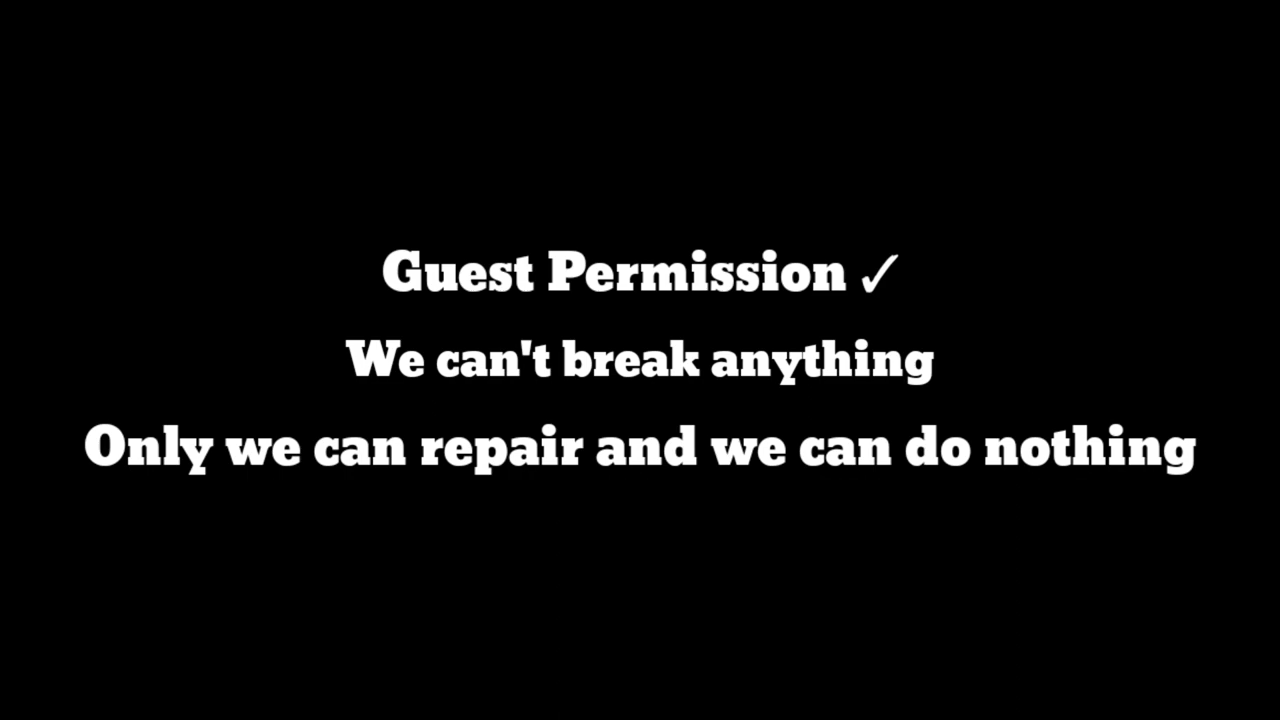 Guest Permission ✓
We can't break anything
Only we can repair and we can do nothing